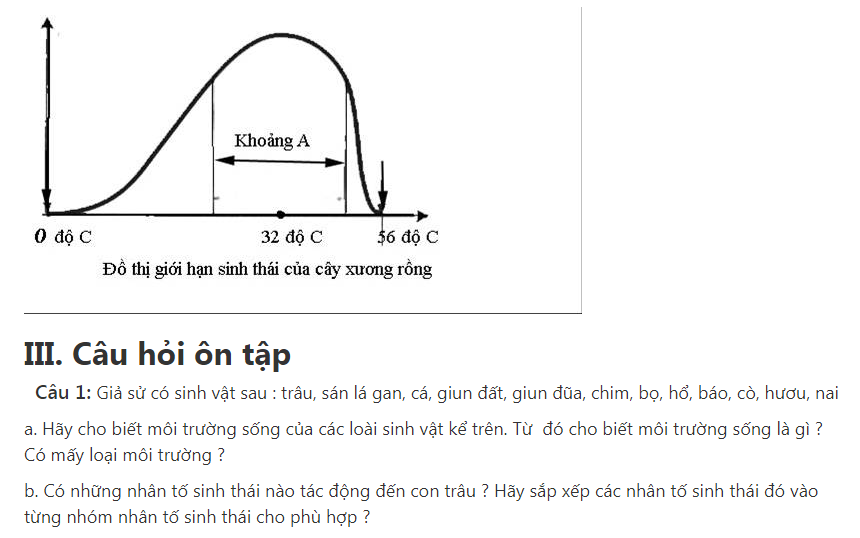 Khoảng A
0 độ C 32 độ C 56 độ C
Đồ thị giới hạn sinh thái của cây xương rồng
III. Câu hỏi ôn tập
Câu 1: Giả sử có sinh vật sau : trâu, sán lá gan, cá, giun đất, giun đũa, chim, bọ, hổ, báo, cò, hươu, nai
a. Hãy cho biết môi trường sống của các loài sinh vật kể trên. Từ đó cho biết môi trường sống là gì ?
Có mấy loại môi trường ?
b. Có những nhân tố sinh thái nào tác động đến con trâu ? Hãy sắp xếp các nhân tố sinh thái đó vào
từng nhóm nhân tố sinh thái cho phù hợp ?